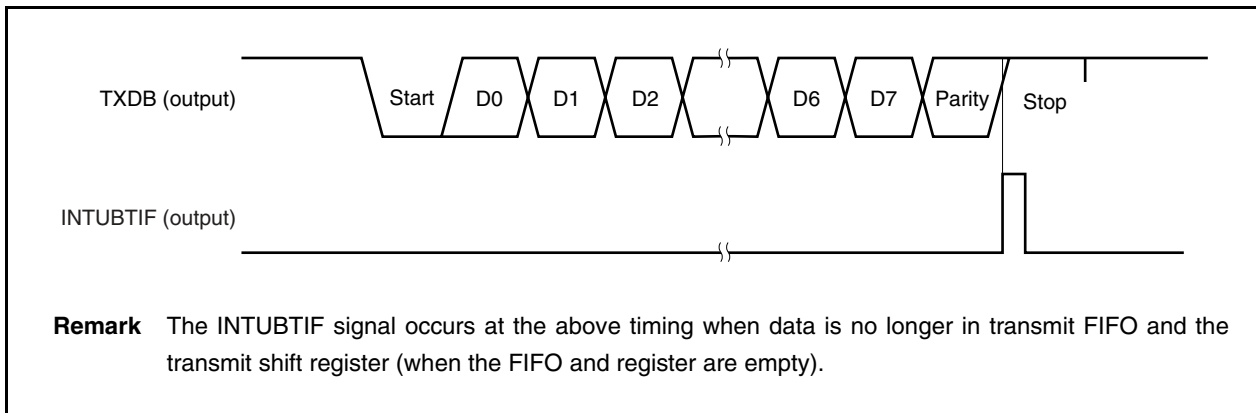 TXDB (output)
Start D0 D1 D2 D6 D7 Parity Stop
INTUBTIF (output)
Remark The INTUBTIF signal occurs at the above timing when data is no longer in transmit FIFO and the
transmit shift register (when the FIFO and register are empty).